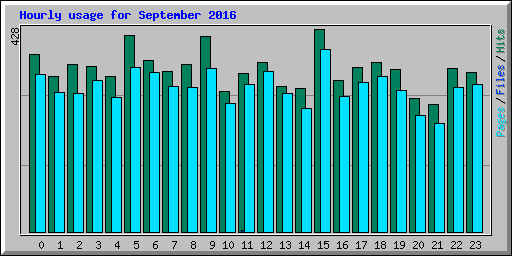 Hourly usage for September 2016
428
Pages/Files/Hits
0 1 2 3 4 5 6 7 8 9 10 11 12 13 14 15 16 17 18 19 20 21 22 23